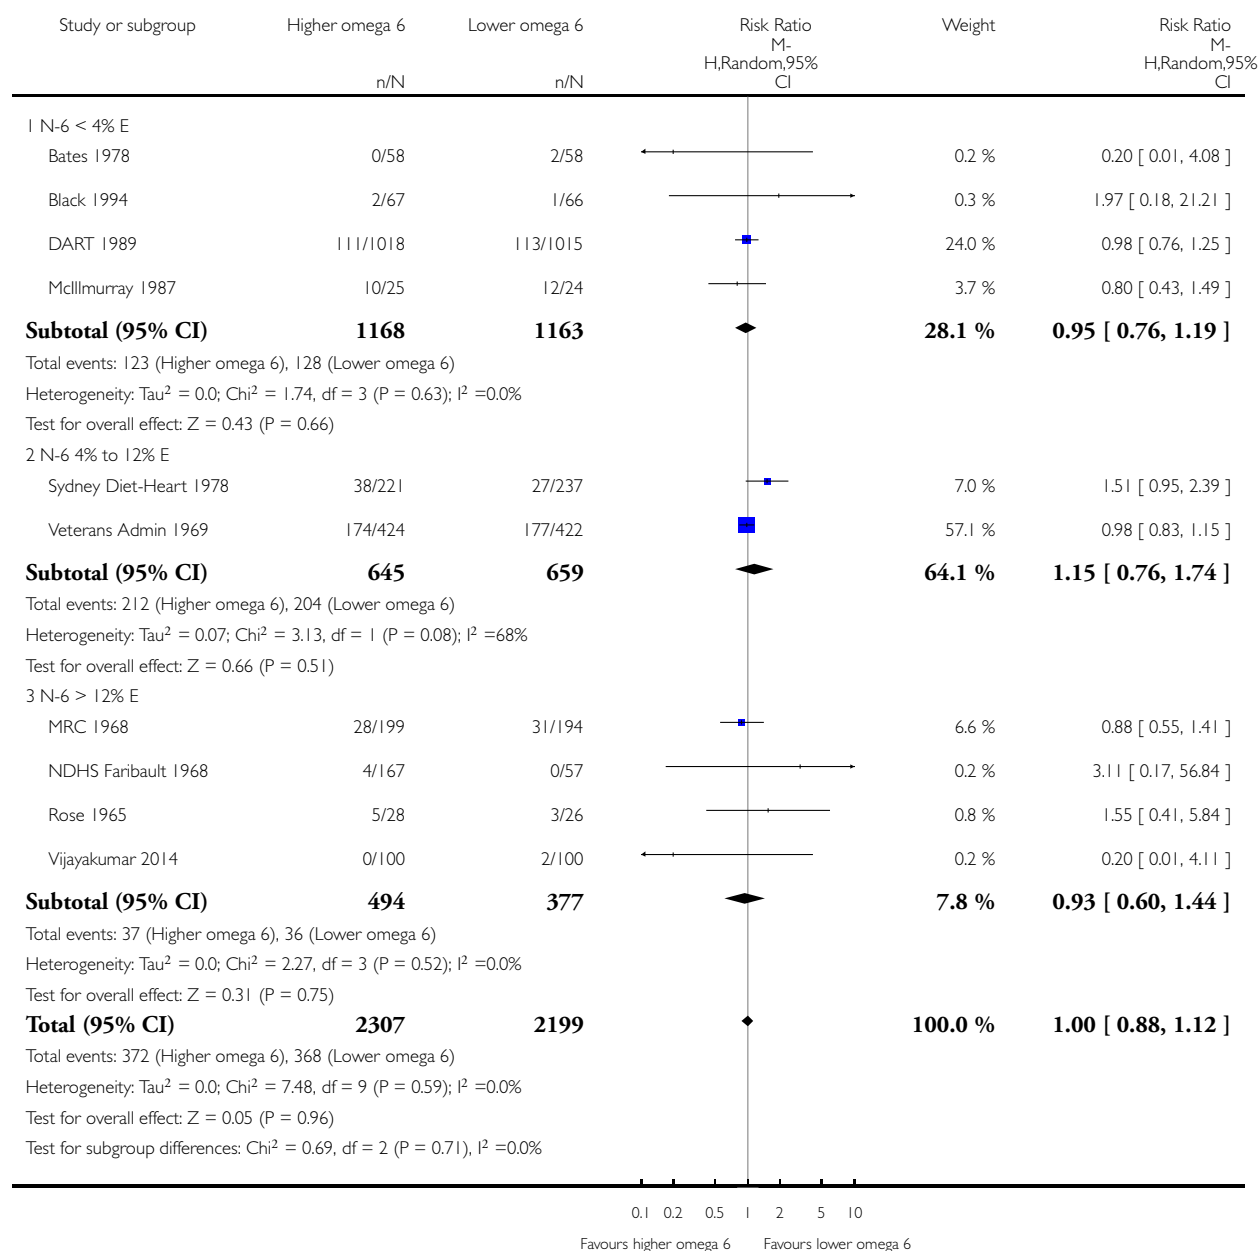 Study or subgroup Higher omega 6 Lower omega 6 Risk Ratio Weight Risk Ratio
M- M-
H,Random,95% H,Random,95%
n/N n/N CI CI
1 N-6 < 4% E
Bates 1978 0/58 2/58 0.2 % 0.20 [ 0.01, 4.08 ]
Black 1994 2/67 1/66 0.3 % 1.97 [ 0.18, 21.21 ]
DART 1989 111/1018 113/1015 24.0 % 0.98 [ 0.76, 1.25 ]
McIllmurray 1987 10/25 12/24 3.7 % 0.80 [ 0.43, 1.49 ]
Subtotal (95% CI) 1168 1163 28.1 % 0.95 [ 0.76, 1.19 ]
Total events: 123 (Higher omega 6), 128 (Lower omega 6)
Heterogeneity: Tau² = 0.0; Chi² = 1.74, df = 3 (P = 0.63); I² =0.0%
Test for overall effect: Z = 0.43 (P = 0.66)
2 N-6 4% to 12% E
Sydney Diet-Heart 1978 38/221 27/237 7.0 % 1.51 [ 0.95, 2.39 ]
Veterans Admin 1969 174/424 177/422 57.1 % 0.98 [ 0.83, 1.15 ]
Subtotal (95% CI) 645 659 64.1 % 1.15 [ 0.76, 1.74 ]
Total events: 212 (Higher omega 6), 204 (Lower omega 6)
Heterogeneity: Tau² = 0.07; Chi² = 3.13, df = 1 (P = 0.08); I² =68%
Test for overall effect: Z = 0.66 (P = 0.51)
3 N-6 > 12% E
MRC 1968 28/199 31/194 6.6 % 0.88 [ 0.55, 1.41 ]
NDHS Faribault 1968 4/167 0/57 0.2 % 3.11 [ 0.17, 56.84 ]
Rose 1965 5/28 3/26 0.8 % 1.55 [ 0.41, 5.84 ]
Vijayakumar 2014 0/100 2/100 0.2 % 0.20 [ 0.01, 4.11 ]
Subtotal (95% CI) 494 377 7.8 % 0.93 [ 0.60, 1.44 ]
Total events: 37 (Higher omega 6), 36 (Lower omega 6)
Heterogeneity: Tau² = 0.0; Chi² = 2.27, df = 3 (P = 0.52); I² =0.0%
Test for overall effect: Z = 0.31 (P = 0.75)
Total (95% CI) 2307 2199 100.0 % 1.00 [ 0.88, 1.12 ]
Total events: 372 (Higher omega 6), 368 (Lower omega 6)
Heterogeneity: Tau² = 0.0; Chi² = 7.48, df = 9 (P = 0.59); I² =0.0%
Test for overall effect: Z = 0.05 (P = 0.96)
Test for subgroup differences: Chi² = 0.69, df = 2 (P = 0.71), I² =0.0%
0.1 0.2 0.5 1 2 5 10
Favours higher omega 6 Favours lower omega 6